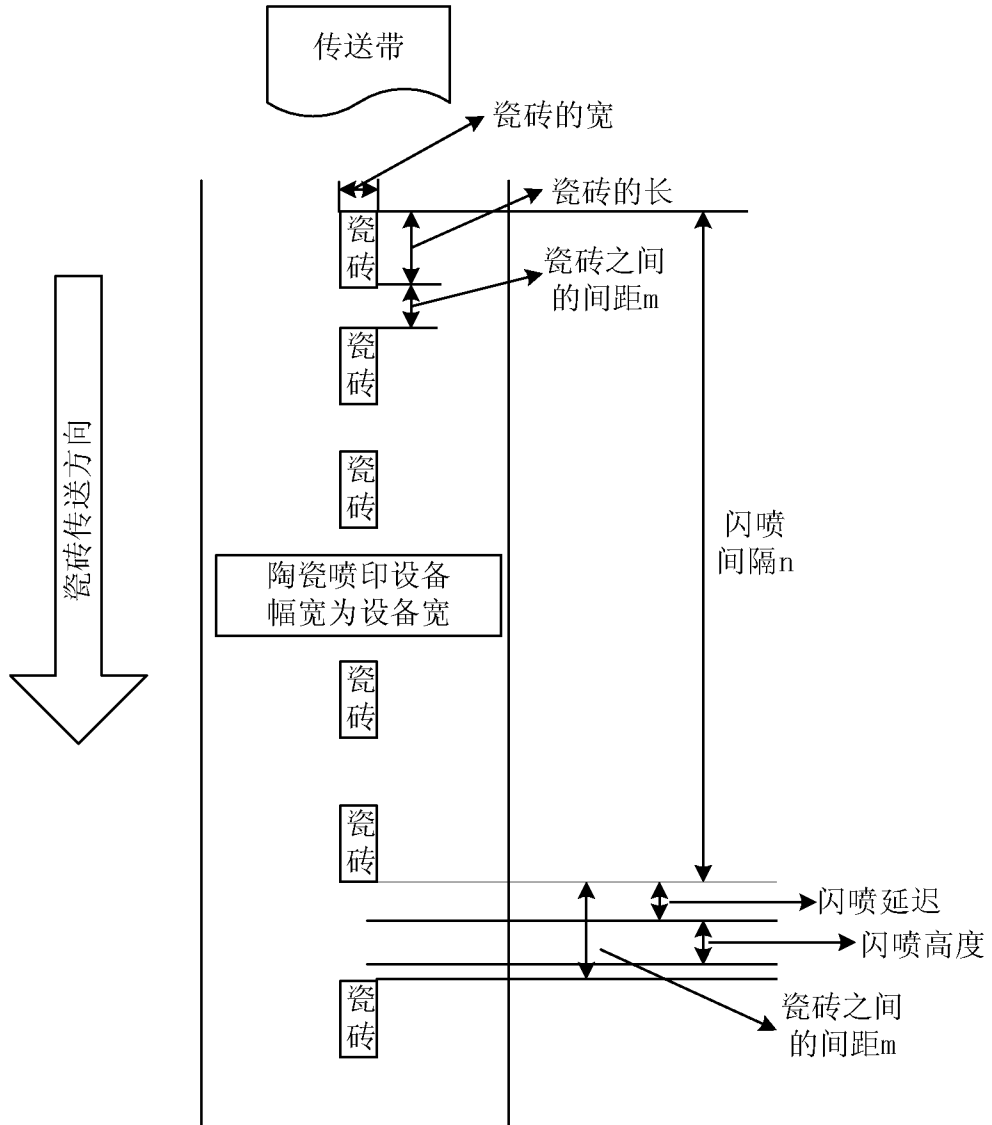 传送带
瓷砖的宽
瓷砖的长
瓷
砖
瓷砖之间
的间距m
瓷
砖
瓷砖传送方向
瓷
砖
闪喷
间隔n
陶瓷喷印设备
幅宽为设备宽
瓷
砖
瓷
砖
闪喷延迟
闪喷高度
瓷
砖
瓷砖之间
的间距m